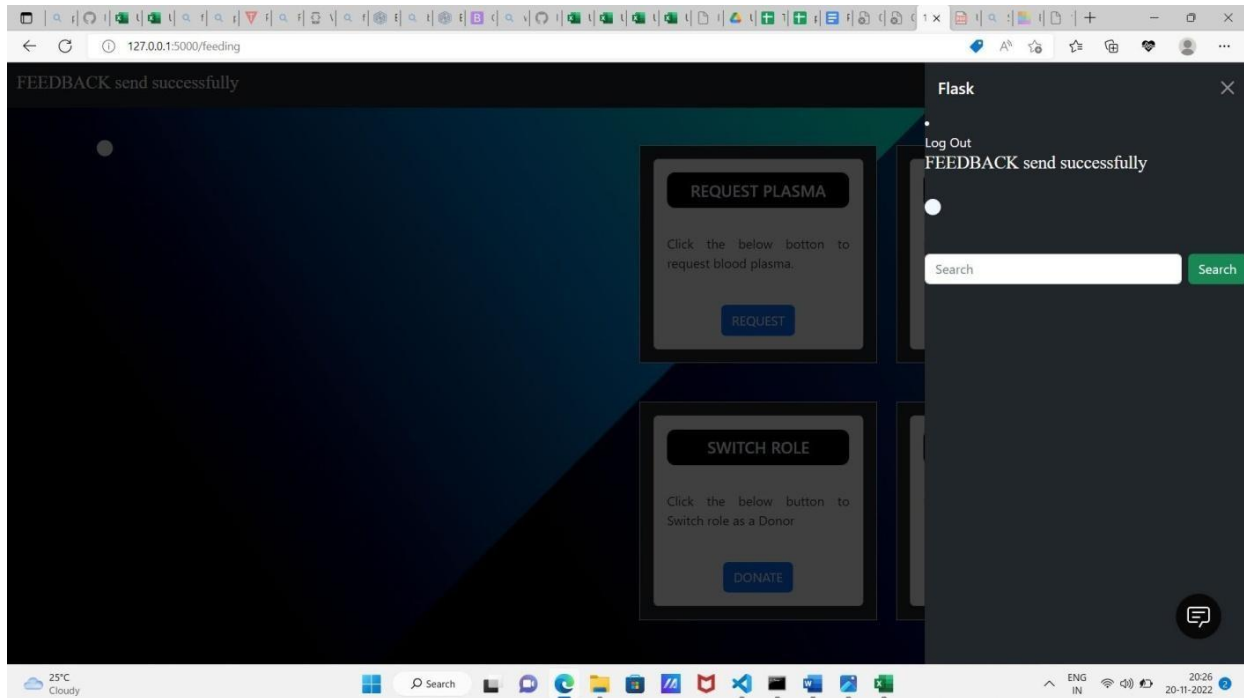 127.0.0.1:5000/feeding
FEEDBACK send successfully
Flask
Log Out
FEEDBACK send successfully
Search
Search
REQUEST PLASMA
Click the below botton to
request blood plasma.
REQUEST
SWITCH ROLE
Click the below button to
Switch role as a Donor
DONATE
25°C
Cloudy
Search
ENG
IN
20:26
20-11-2022
2